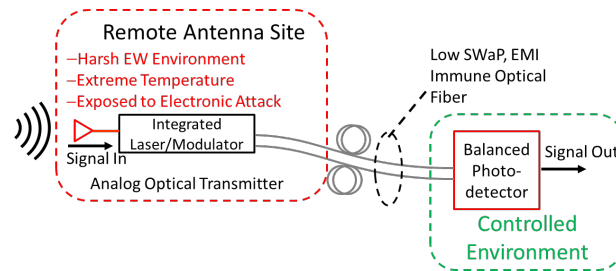 Remote Antenna Site
–Harsh EW Environment
–Extreme Temperature
–Exposed to Electronic Attack
Signal In
Integrated
Laser/Modulator
Analog Optical Transmitter
Low SWaP, EMI
Immune Optical
Fiber
Balanced
Photo-
detector
Signal Out
Controlled
Environment